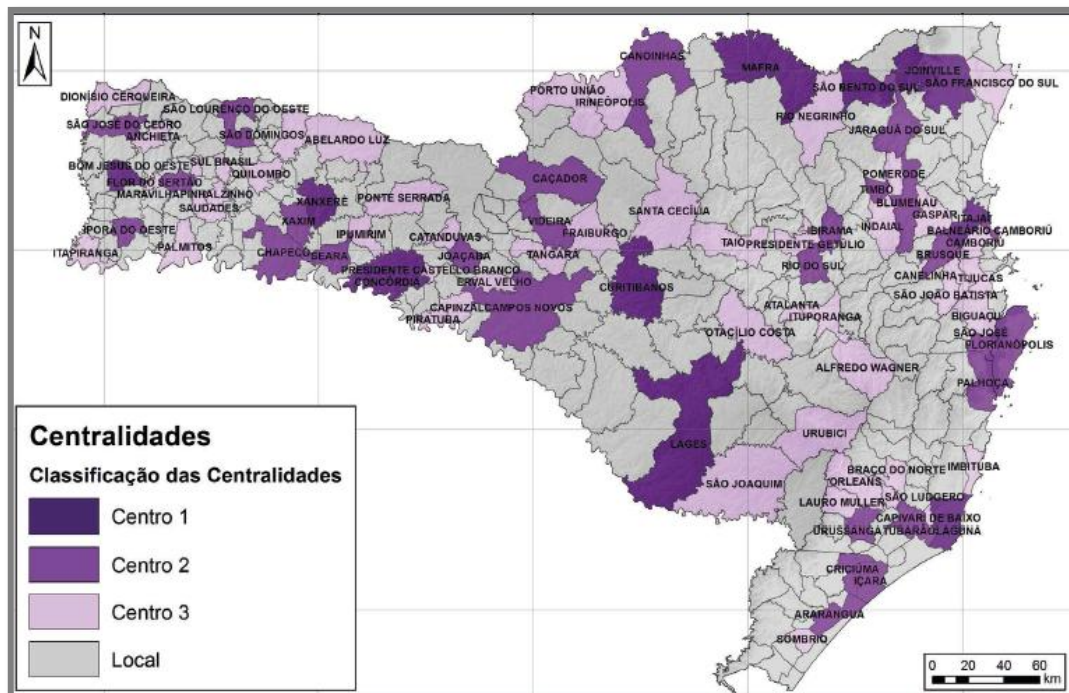 N
CANOINHAS
MAFRA
JOINVILLE
SÃO BENTO DO SUL
SÃO FRANCISCO DO SUL
PORTO UNIÃO
IRINEÓPOLIS
RIO NEGRINHO
JARAGUÁ DO SUL
DIONÍSIO CERQUEIRA
SÃO LOURENÇO DO OESTE
SÃO JOSÉ DO CEDRO
ANCHIETA
SÃO DOMINGOS
ABELARDO LUZ
BOM JESUS DO OESTE
SUL BRASIL
QUILOMBO
FLOR DO SERTÃO
MARAVILHA
PINHALZINHO
SAUDADES
XANXERÊ
XAXIM
PONTE SERRADA
CAÇADOR
SANTA CECÍLIA
POMERODE
TIMBÓ
BLUMENAU
GASPAR
ITAJAÍ
IPORA DO OESTE
ITAPIRANGA
PALMITOS
CHAPECÓ
IPUMIRIM
SEARA
CATANDUVAS
JOAÇABA
VIDEIRA
FRAIBURGO
TANGARÁ
TAIÓ
IBIRAMA
PRESIDENTE GETÚLIO
INDAIAL
BALNEÁRIO CAMBORIÚ
CAMBORIÚ
BRUSQUE
RIO DO SUL
PRESIDENTE CASTELLO BRANCO
CONCÓRDIA
ERVAL VELHO
CURITIBANOS
CANELINHA
TIJUCAS
SÃO JOÃO BATISTA
CAPINZAL
CAMPOS NOVOS
PIRATUBA
ATALANTA
ITUPORANGA
OTACÍLIO COSTA
BIGUAÇU
SÃO JOSÉ
FLORIANÓPOLIS
ALFREDO WAGNER
PALHOÇA
LAGES
URUBICI
SÃO JOAQUIM
BRAÇO DO NORTE
IMBITUBA
ORLEANS
LAURO MULLER
SÃO LUDGERO
CAPIVARI DE BAIXO
URUSSANGA
TUBARÃO
LAGUNA
CRICIÚMA
IÇARA
ARARANGUÁ
SOMBRIO
Centralidades
Classificação das Centralidades
Centro 1
Centro 2
Centro 3
Local
0 20 40 60
km